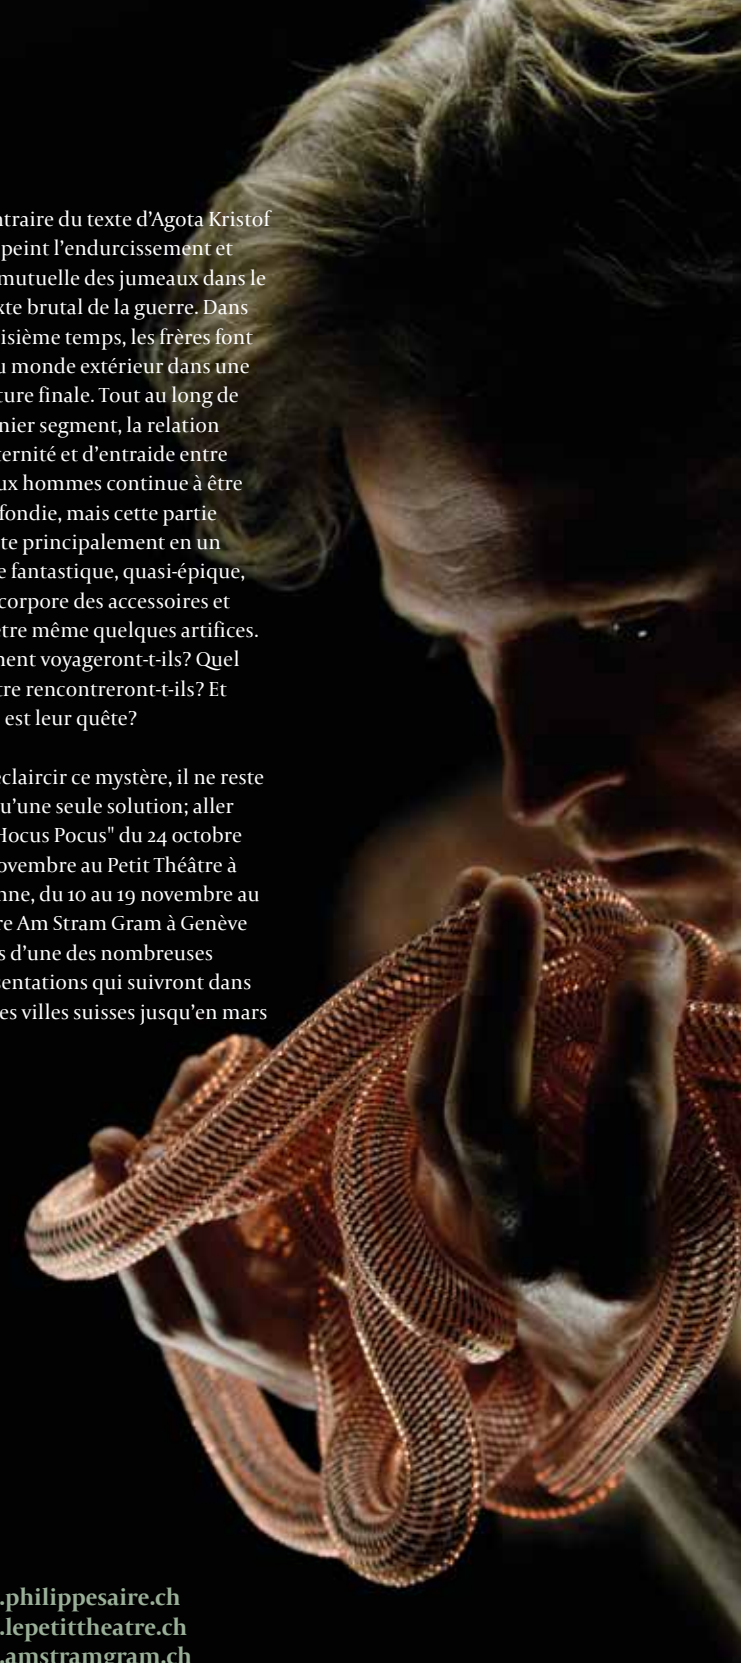 ntraire du texte d'Agota Kristof
peint l'endurcissement et
mutuelle des jumeaux dans le
xte brutal de la guerre. Dans
isième temps, les frères font
u monde extérieur dans une
ture finale. Tout au long de
nier segment, la relation
ternité et d'entraide entre
ux hommes continue à être
fondie, mais cette partie
te principalement en un
e fantastique, quasi-épique,
corpore des accessoires et
être même quelques artifices.
ment voyageront-t-ils? Quel
tre rencontreront-t-ils? Et
est leur quête?
éclaircir ce mystère, il ne reste
u'une seule solution; aller
Hocus Pocus" du 24 octobre
ovembre au Petit Théâtre à
nne, du 10 au 19 novembre au
re Am Stram Gram à Genève
s d'une des nombreuses
sentations qui suivront dans
es villes suisses jusqu'en mars
.philippesaire.ch
.lepetittheatre.ch
.amstramgram.ch